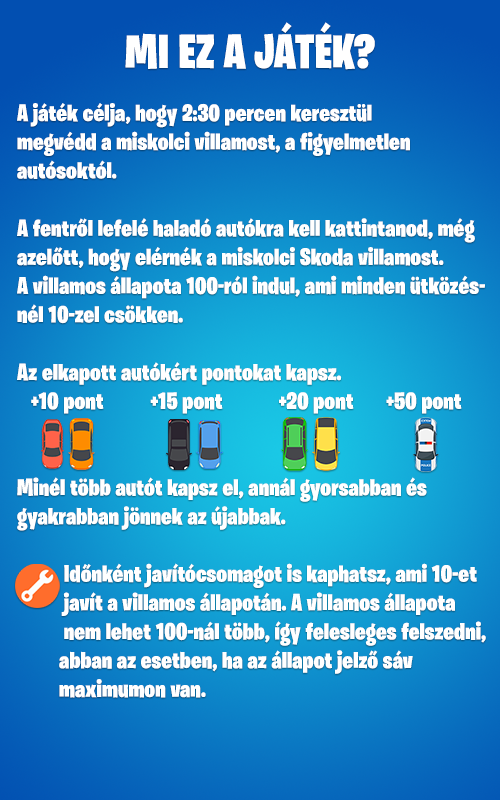 MI EZ A JÁTÉK?
A játék célja, hogy 2:30 percen keresztül
megvédd a miskolci villamost, a figyelmetlen
autósoktól.
A fentről lefelé haladó autókra kell kattintanod, még
azelőtt, hogy elérnék a miskolci Skoda villamost.
A villamos állapota 100-ról indul, ami minden ütközés-
nél 10-zel csökken.
Az elkapott autókért pontokat kapsz.
+10 pont +15 pont +20 pont +50 pont
Minél több autót kapsz el, annál gyorsabban és
gyakrabban jönnek az újabbak.
Időnként javítócsomagot is kaphatsz, ami 10-et
javít a villamos állapotán. A villamos állapota
nem lehet 100-nál több, így felesleges felszedni,
abban az esetben, ha az állapot jelző sáv
maximumon van.